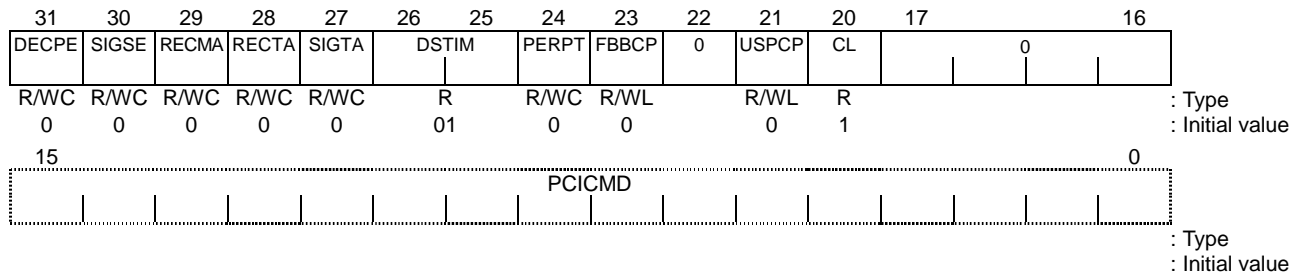 31 30 29 28 27 26 25 24 23 22 21 20 17 16
DECPE SIGSE RECMA RECTA SIGTA DSTIM PERPT FBBCP 0 USPCP CL 0
R/WC R/WC R/WC R/WC R/WC R R/WC R/WL R/WL R : Type
0 0 0 0 0 01 0 0 0 1 : Initial value
15 0
PCICMD
: Type
: Initial value